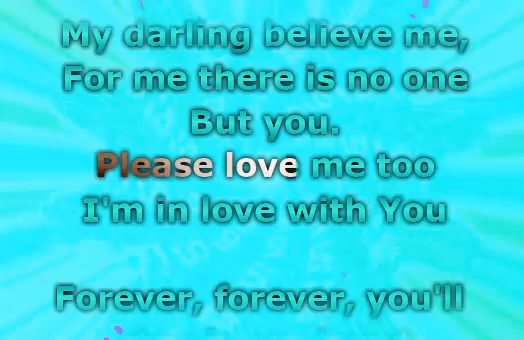 My darling believe me,
For me there is no one
But you.
Please love me too
I'm in love with You
Forever, forever, you'll